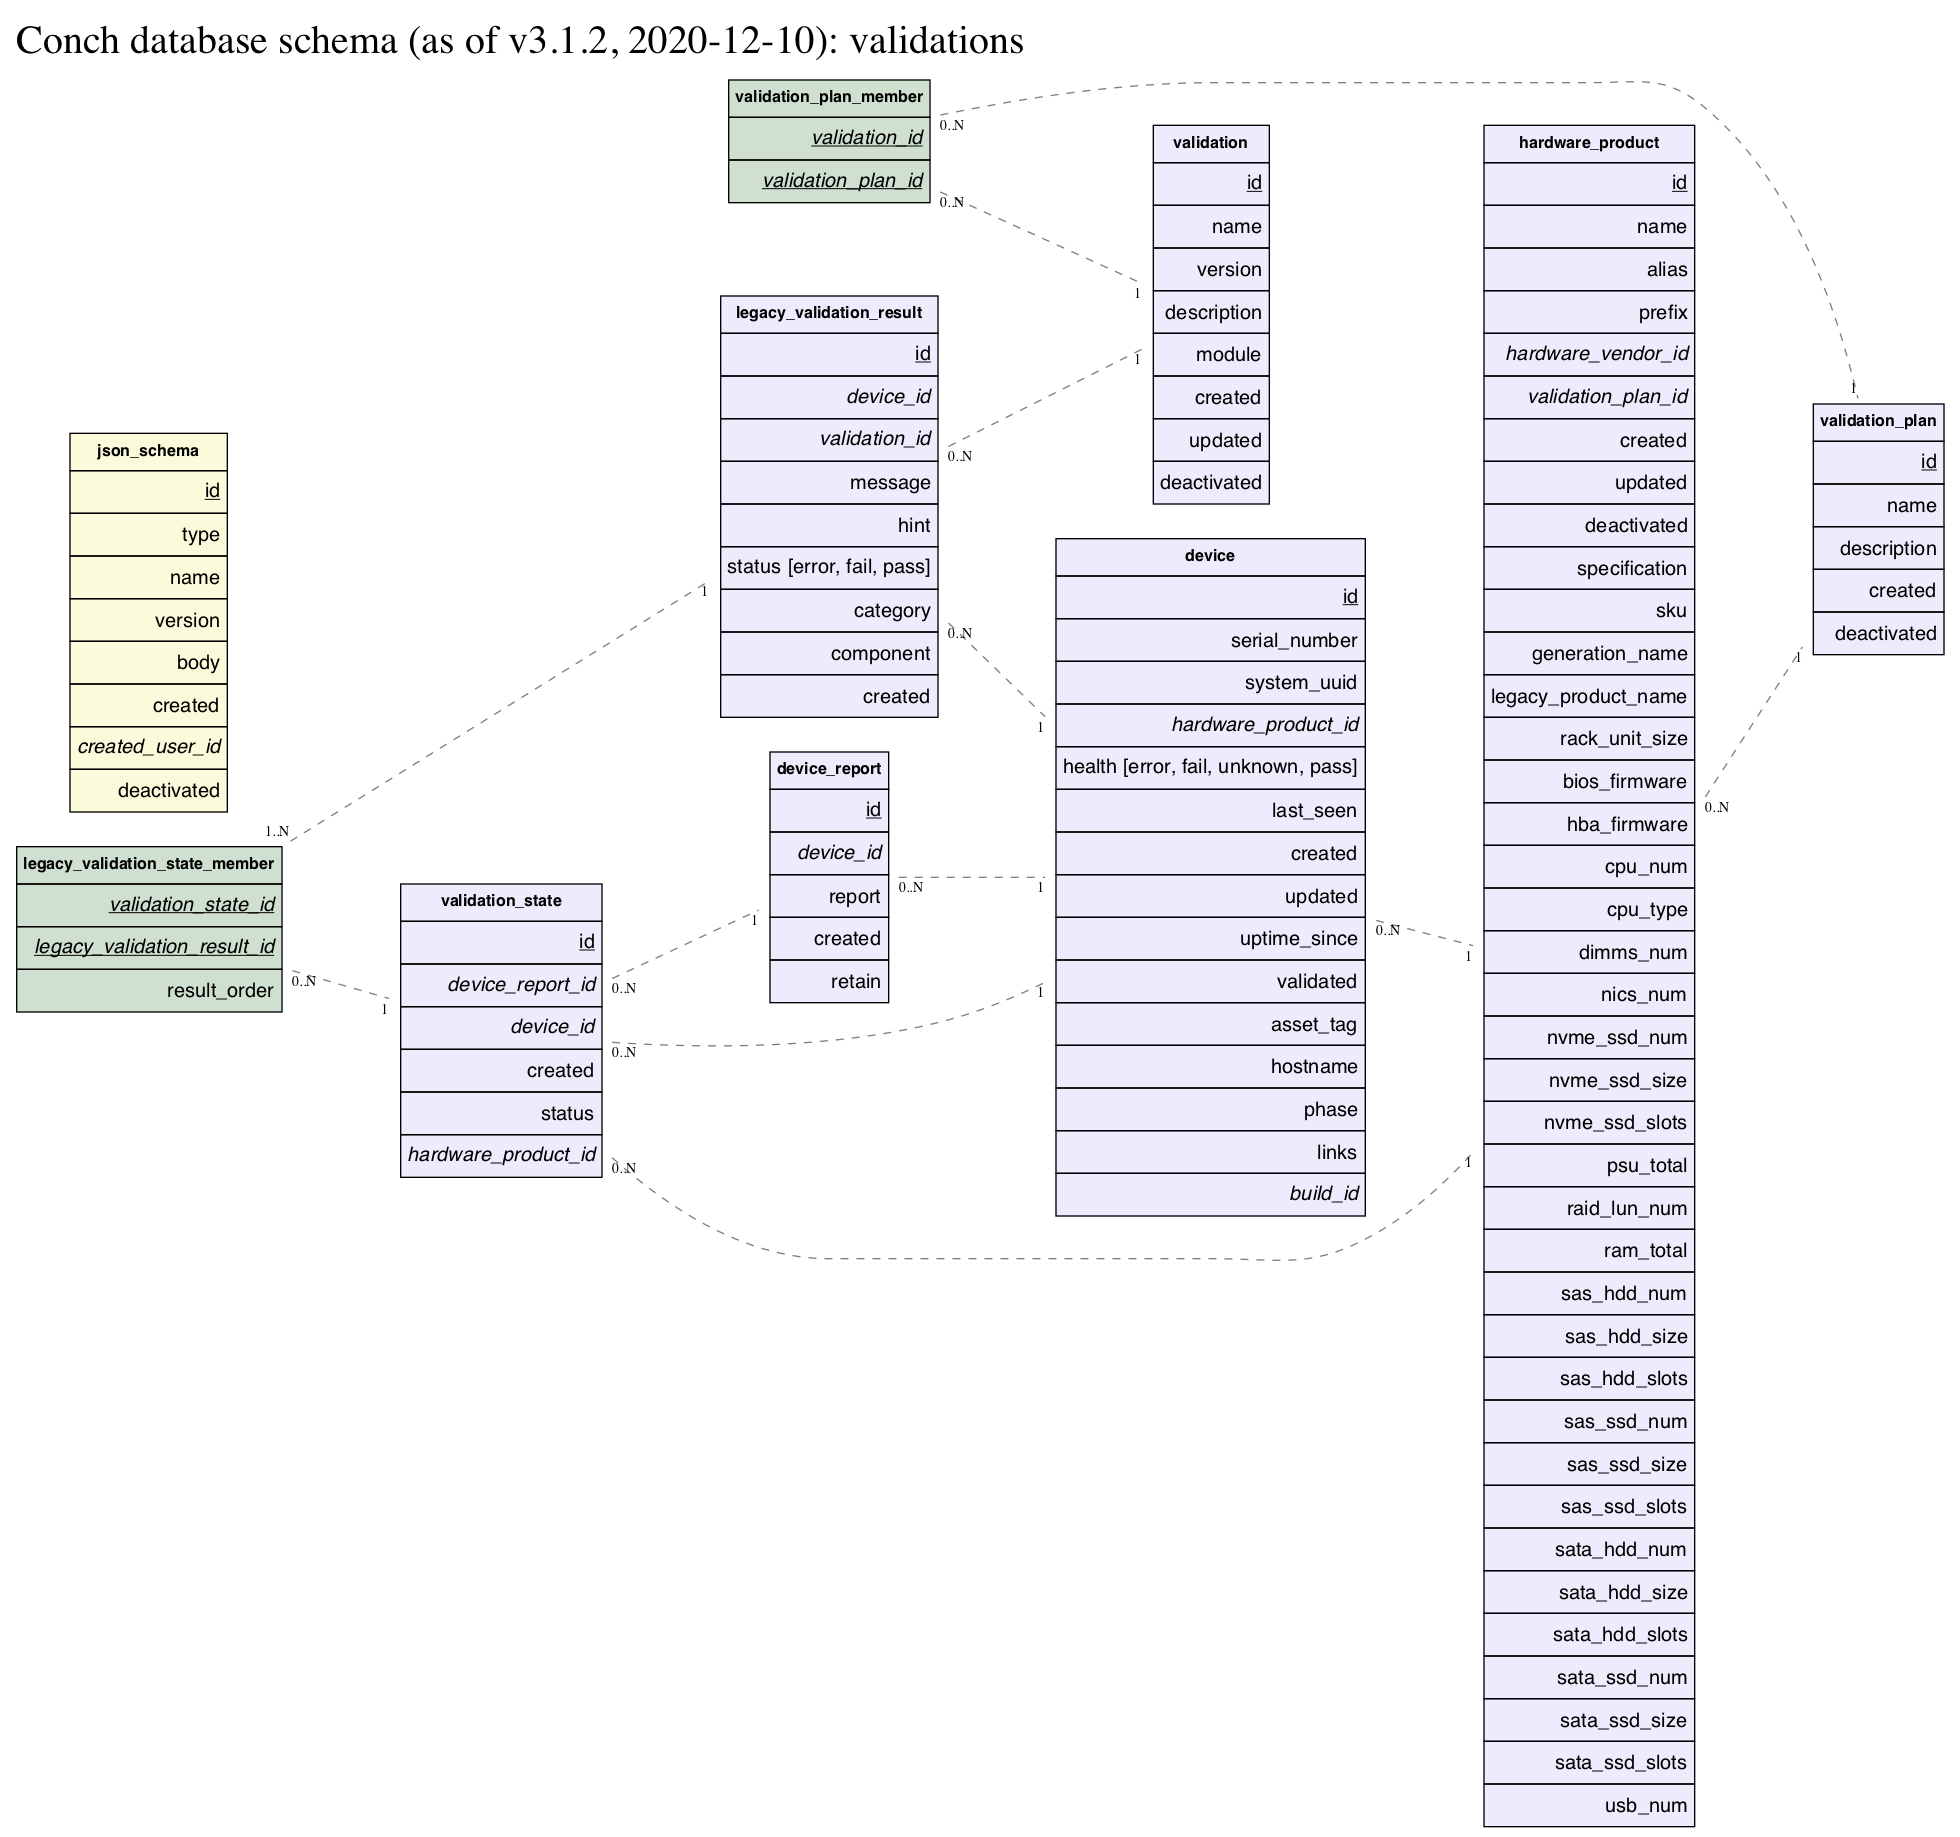 Conch database schema (as of v3.1.2, 2020-12-10): validations
validation_plan_member
validation_id
validation_plan_id
0..N
0..N
validation
id
name
version
description
module
created
updated
deactivated
1
1
hardware_product
id
name
alias
prefix
hardware_vendor_id
validation_plan_id
created
updated
deactivated
specification
sku
generation_name
legacy_product_name
rack_unit_size
bios_firmware
hba_firmware
cpu_num
cpu_type
dimms_num
nics_num
nvme_ssd_num
nvme_ssd_size
nvme_ssd_slots
psu_total
raid_lun_num
ram_total
sas_hdd_num
sas_hdd_size
sas_hdd_slots
sas_ssd_num
sas_ssd_size
sas_ssd_slots
sata_hdd_num
sata_hdd_size
sata_hdd_slots
sata_ssd_num
sata_ssd_size
sata_ssd_slots
usb_num
0..N
1
1
validation_plan
id
name
description
created
deactivated
1
1
legacy_validation_result
id
device_id
validation_id
message
hint
status [error, fail, pass]
category
component
created
0..N
0..N
1
json_schema
id
type
name
version
body
created
created_user_id
deactivated
device
id
serial_number
system_uuid
hardware_product_id
health [error, fail, unknown, pass]
last_seen
created
updated
uptime_since
validated
asset_tag
hostname
phase
links
build_id
1
1
1
0..N
device_report
id
device_id
report
created
retain
0..N
1
legacy_validation_state_member
validation_state_id
legacy_validation_result_id
result_order
1..N
0..N
validation_state
id
device_report_id
device_id
created
status
hardware_product_id
1
0..N
0..N
0..N